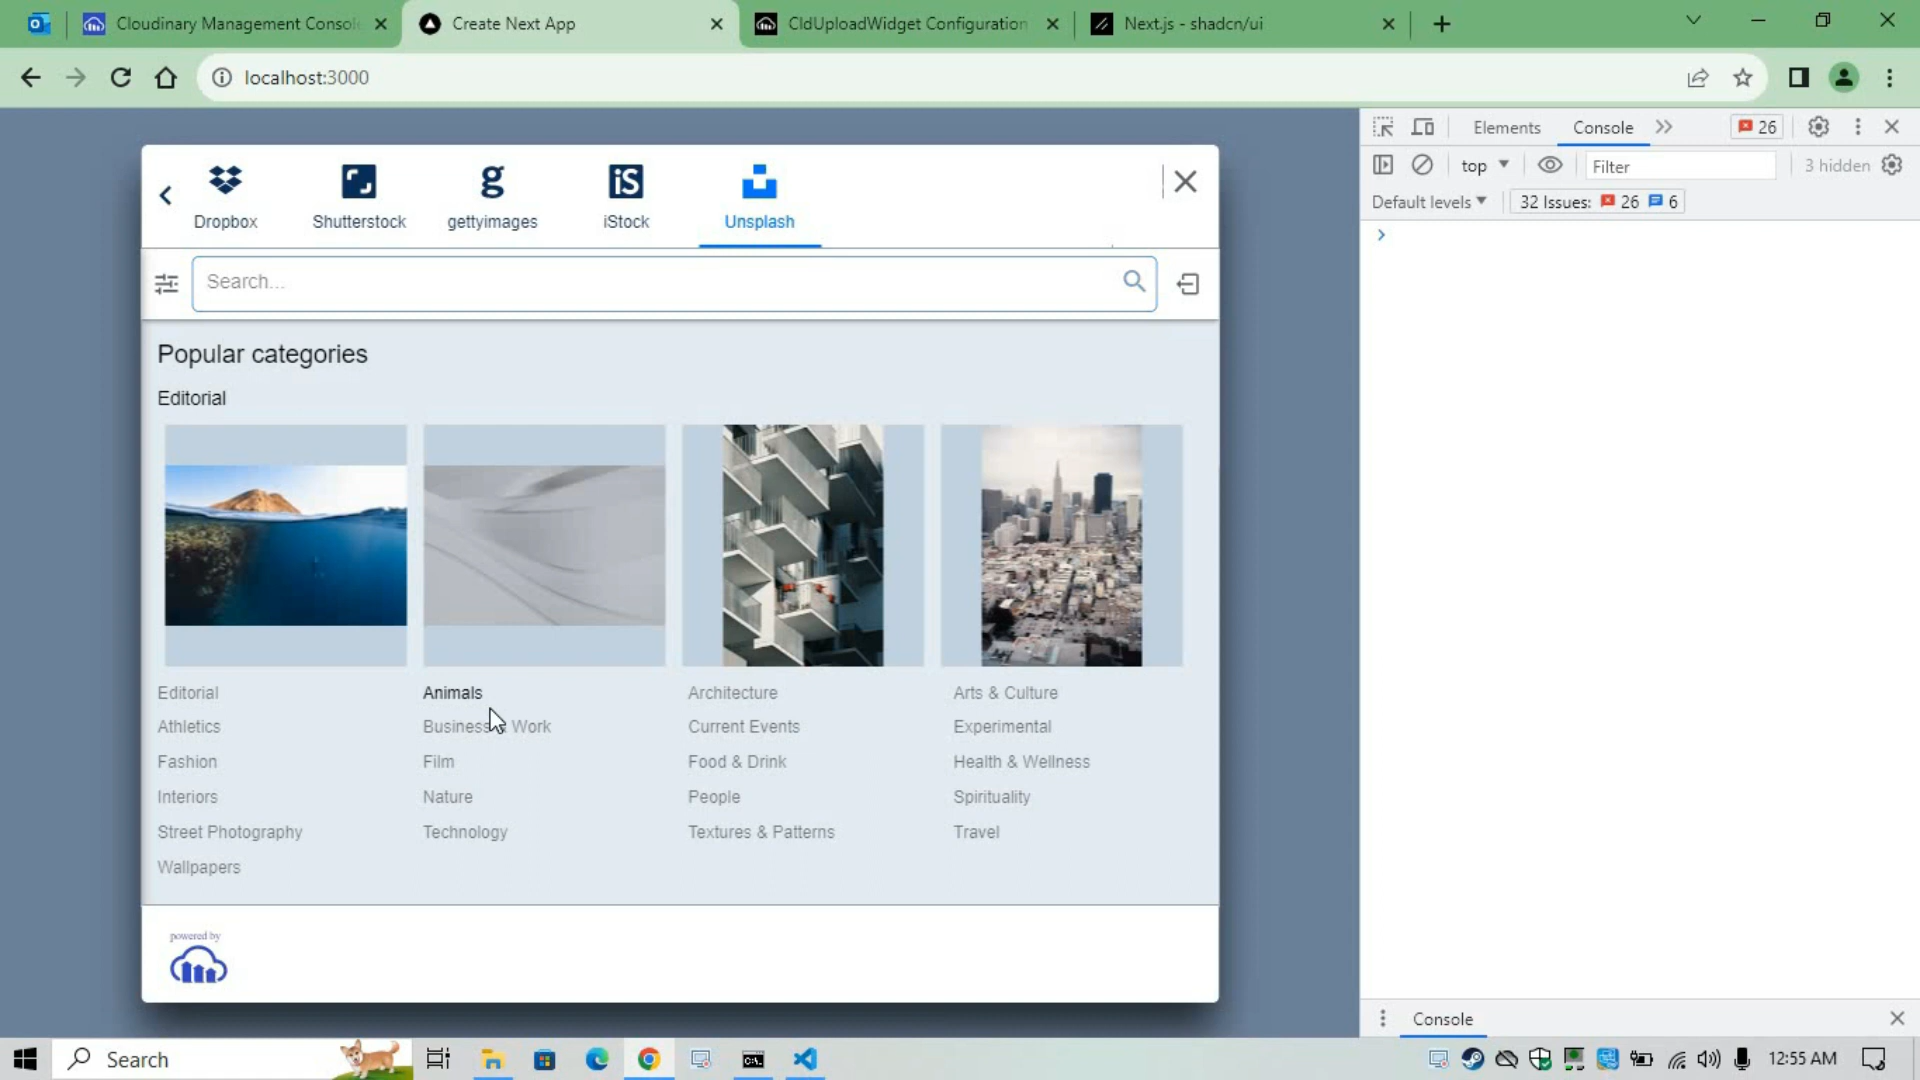 Cloudinary Management Consol
Create Next App
CldUploadWidget Configuration
Next.js - shadcn/ui
localhost:3000
Elements
Console
26
top
Filter
3 hidden
Default levels
32 Issues: 26 6
Dropbox
Shutterstock
gettyimages
iStock
Unsplash
Search...
Popular categories
Editorial
Editorial
Animals
Architecture
Arts & Culture
Athletics
Business & Work
Current Events
Experimental
Fashion
Film
Food & Drink
Health & Wellness
Interiors
Nature
People
Spirituality
Street Photography
Technology
Textures & Patterns
Travel
Wallpapers
powered by
Console
Search
12:55 AM